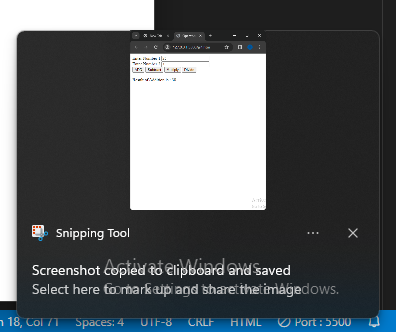 Snipping Tool
Screenshot copied to clipboard and saved
Select here to mark up and share the image
Activate Windows
Go to Settings to activate Windows.
18, Col 71 Spaces: 4 UTF-8 CRLF HTML Port : 5500